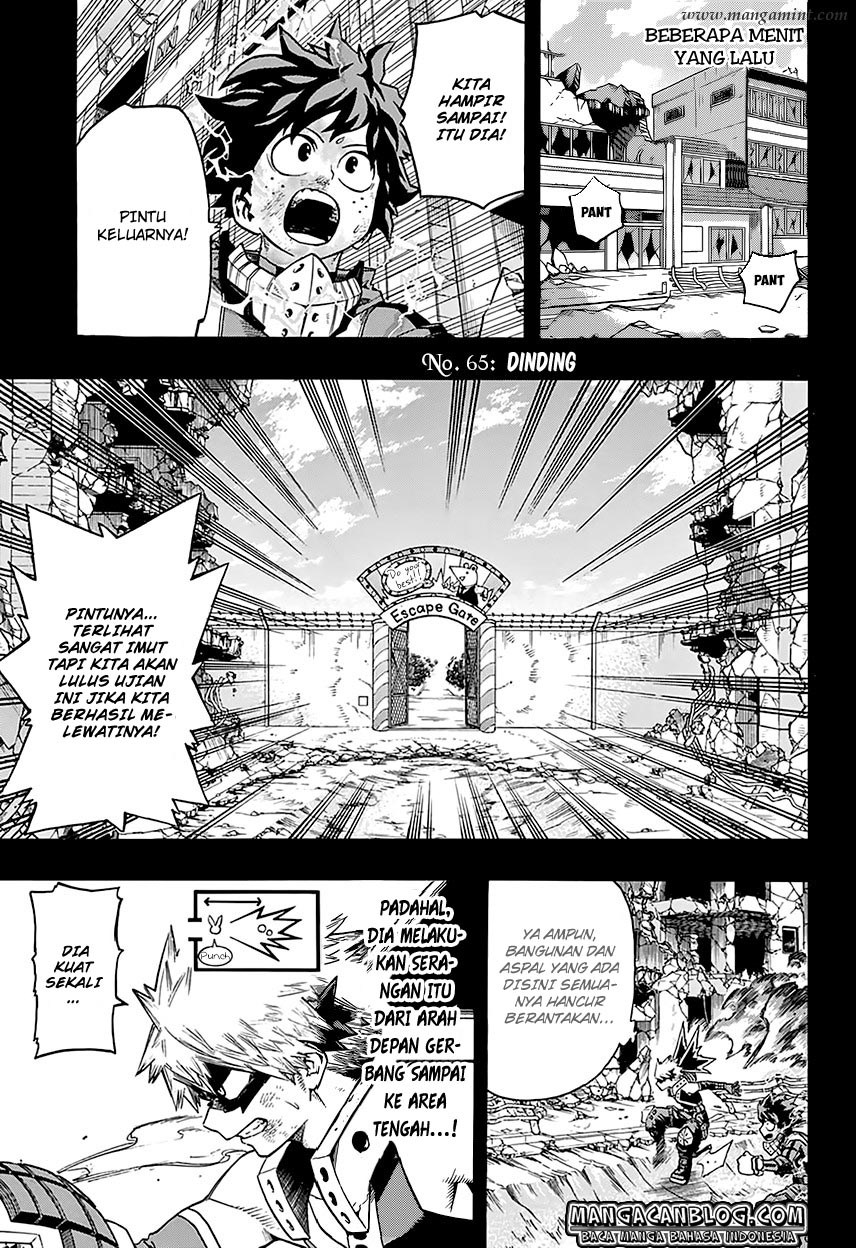 www.mangamint.com
BEBERAPA MENIT
YANG LALU
PANT
PANT
KITA
HAMPIR
SAMPAI!
ITU DIA!
PINTU
KELUARNYA!
No. 65: DINDING
Do your
best!!
Escape Gate
PINTUNYA...
TERLIHAT
SANGAT IMUT
TAPI KITA AKAN
LULUS UJIAN
INI JIKA KITA
BERHASIL ME-
LEWATINYA!
YA AMPUN,
BANGUNAN DAN
ASPAL YANG ADA
DISINI SEMUA-
NYA HANCUR
BERANTAKAN...
PADAHAL,
DIA MELAKU-
KAN SERA-
NGAN ITU
DARI ARAH
DEPAN GER-
BANG SAMPAI
KE AREA
TENGAH...!
Punch
DIA
KUAT
SEKALI
...
MANGACANBLOG.COM
BACA MANGA BAHASA INDONESIA